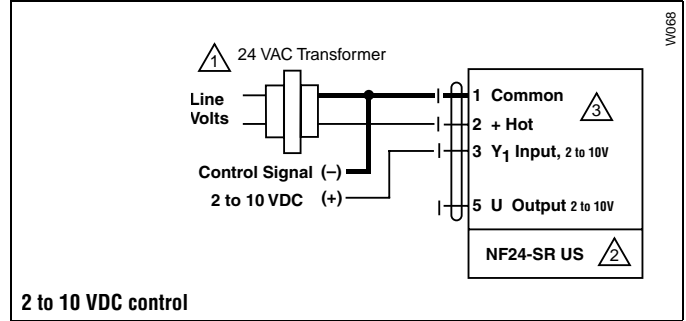 W068
1 24 VAC Transformer
Line
Volts
1 Common
3
2 + Hot
3 Y1 Input, 2 to 10V
Control Signal (–)
2 to 10 VDC (+)
5 U Output 2 to 10V
NF24-SR US 2
2 to 10 VDC control